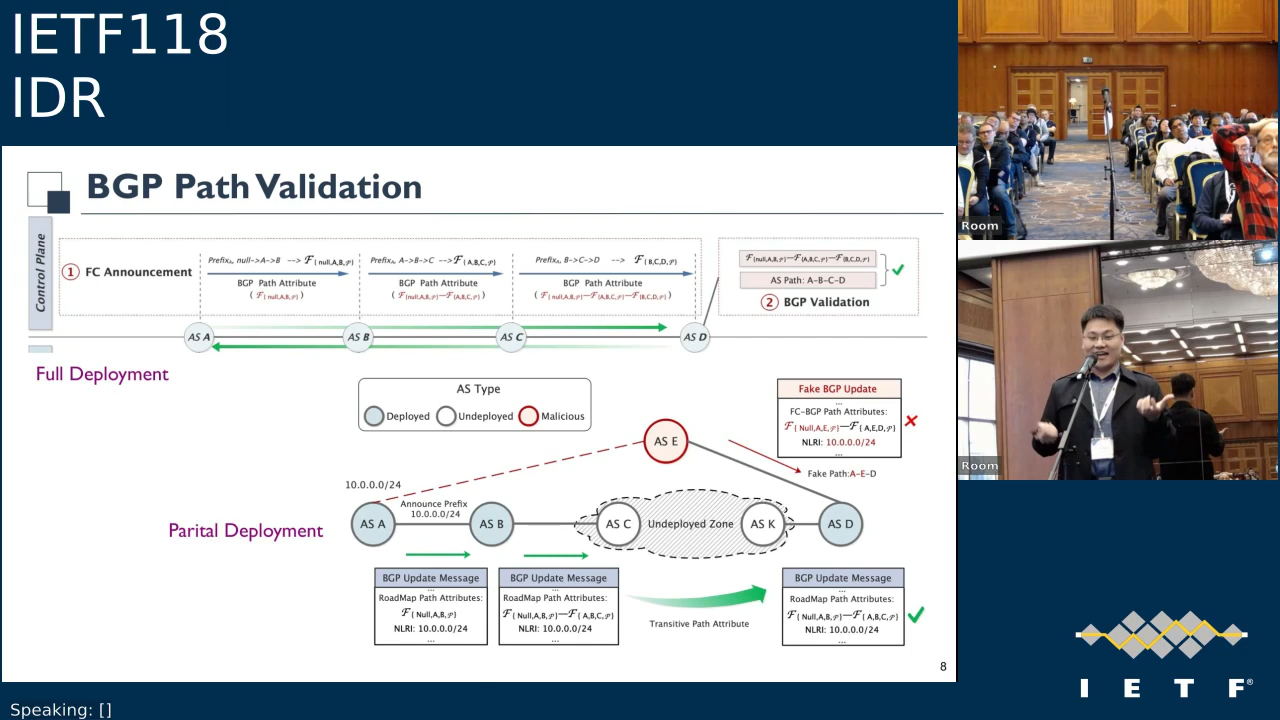 IETF118
IDR
BGP Path Validation
Control Plane
1 FC Announcement
Prefix_A, null->A->B --> ℱ{ null,A,B,𝒫}
BGP Path Attribute
( ℱ{null,A,B,𝒫} )
Prefix_A, A->B->C -->ℱ{A,B,C,𝒫}
BGP Path Attribute
( ℱ{null,A,B,𝒫}—ℱ{A,B,C,𝒫} )
Prefix_A, B->C->D --> ℱ{B,C,D,𝒫}
BGP Path Attribute
( ℱ{null,A,B,𝒫}—ℱ{A,B,C,𝒫}—ℱ{B,C,D,𝒫} )
ℱ{null,A,B,𝒫}—ℱ{A,B,C,𝒫}—ℱ{B,C,D,𝒫}
AS Path: A-B-C-D
2 BGP Validation
AS A
AS B
AS C
AS D
Full Deployment
AS Type
Deployed
Undeployed
Malicious
Fake BGP Update
...
FC-BGP Path Attributes:
ℱ{ Null,A,E,𝒫}—ℱ{A,E,D,𝒫}
NLRI: 10.0.0.0/24
...
AS E
Fake Path:A-E-D
10.0.0.0/24
Announce Prefix
10.0.0.0/24
Parital Deployment
AS A
AS B
AS C
Undeployed Zone
AS K
AS D
BGP Update Message
...
RoadMap Path Attributes:
ℱ{ Null,A,B,𝒫}
NLRI: 10.0.0.0/24
...
BGP Update Message
...
RoadMap Path Attributes:
ℱ{ Null,A,B,𝒫}—ℱ{ A,B,C,𝒫}
NLRI: 10.0.0.0/24
...
Transitive Path Attribute
BGP Update Message
...
RoadMap Path Attributes:
ℱ{ Null,A,B,𝒫}—ℱ{ A,B,C,𝒫}
NLRI: 10.0.0.0/24
...
8
Room
Room
I E T F®
Speaking: []